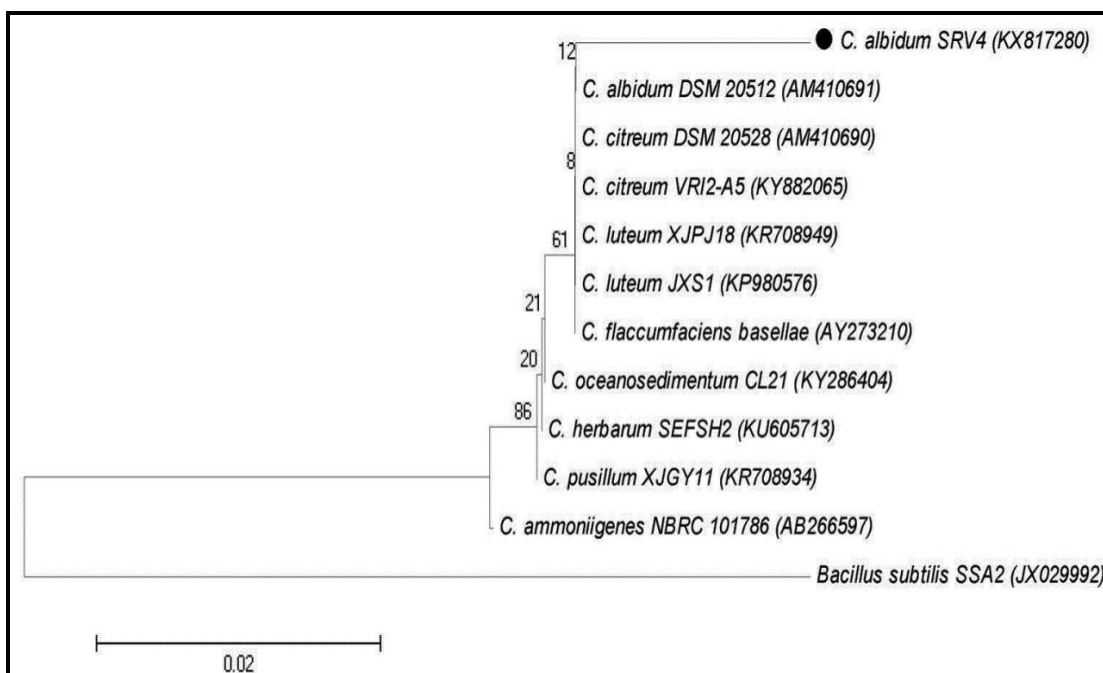 12
C. albidum SRV4 (KX817280)
C. albidum DSM 20512 (AM410691)
C. citreum DSM 20528 (AM410690)
8
C. citreum VRI2-A5 (KY882065)
61
C. luteum XJPJ18 (KR708949)
C. luteum JXS1 (KP980576)
21
C. flaccumfaciens basellae (AY273210)
20
C. oceanosedimentum CL21 (KY286404)
86
C. herbarum SEFSH2 (KU605713)
C. pusillum XJGY11 (KR708934)
C. ammoniigenes NBRC 101786 (AB266597)
Bacillus subtilis SSA2 (JX029992)
0.02